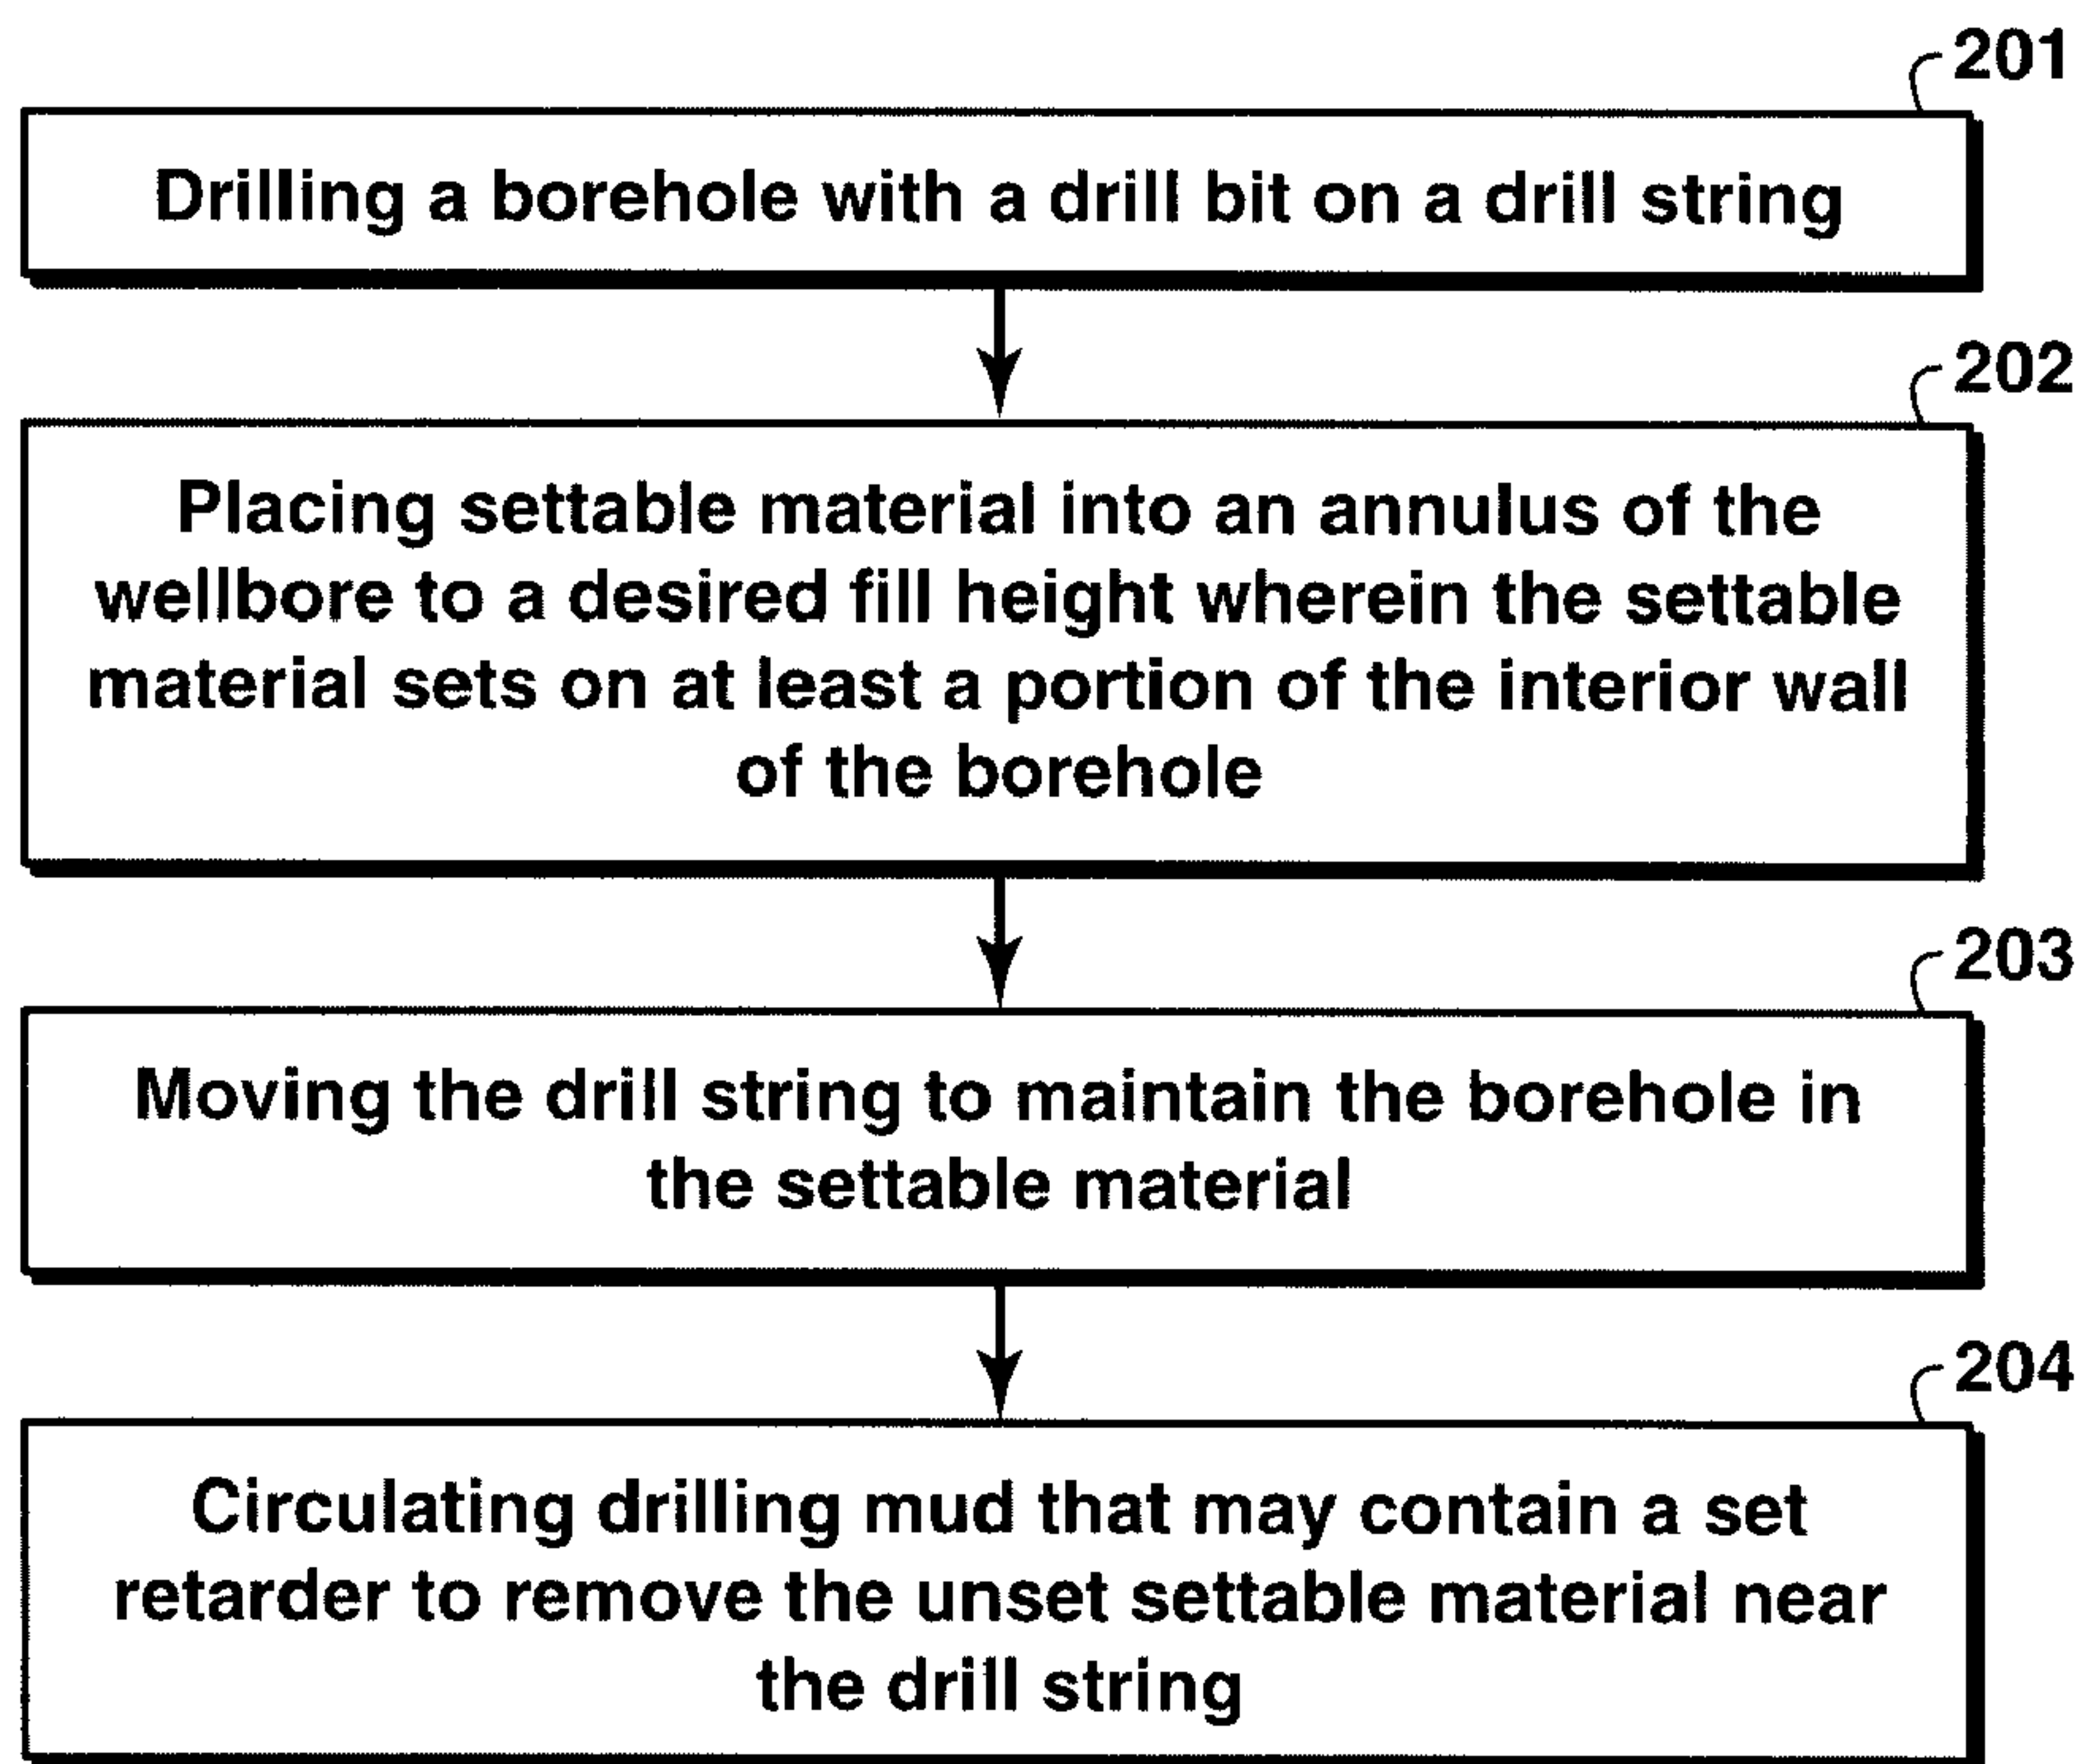 201
Drilling a borehole with a drill bit on a drill string
202
Placing settable material into an annulus of the
wellbore to a desired fill height wherein the settable
material sets on at least a portion of the interior wall
of the borehole
203
Moving the drill string to maintain the borehole in
the settable material
204
Circulating drilling mud that may contain a set
retarder to remove the unset settable material near
the drill string